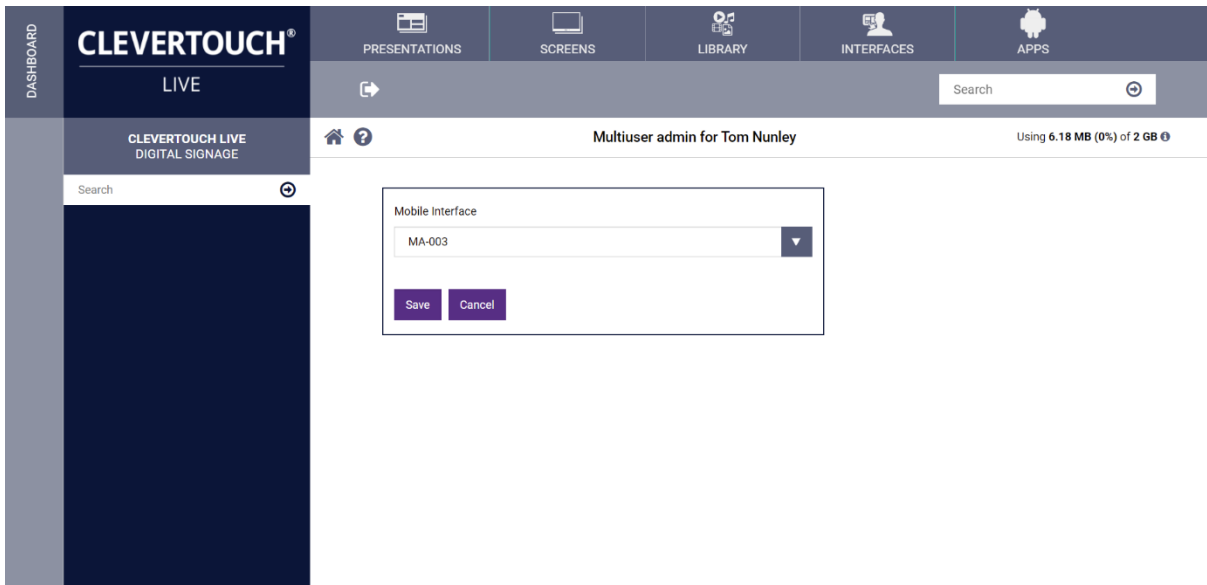 DASHBOARD
CLEVERTOUCH®
LIVE
PRESENTATIONS
SCREENS
LIBRARY
INTERFACES
APPS
Search
CLEVERTOUCH LIVE
DIGITAL SIGNAGE
Multiuser admin for Tom Nunley
Using 6.18 MB (0%) of 2 GB
Search
Mobile Interface
MA-003
Save Cancel